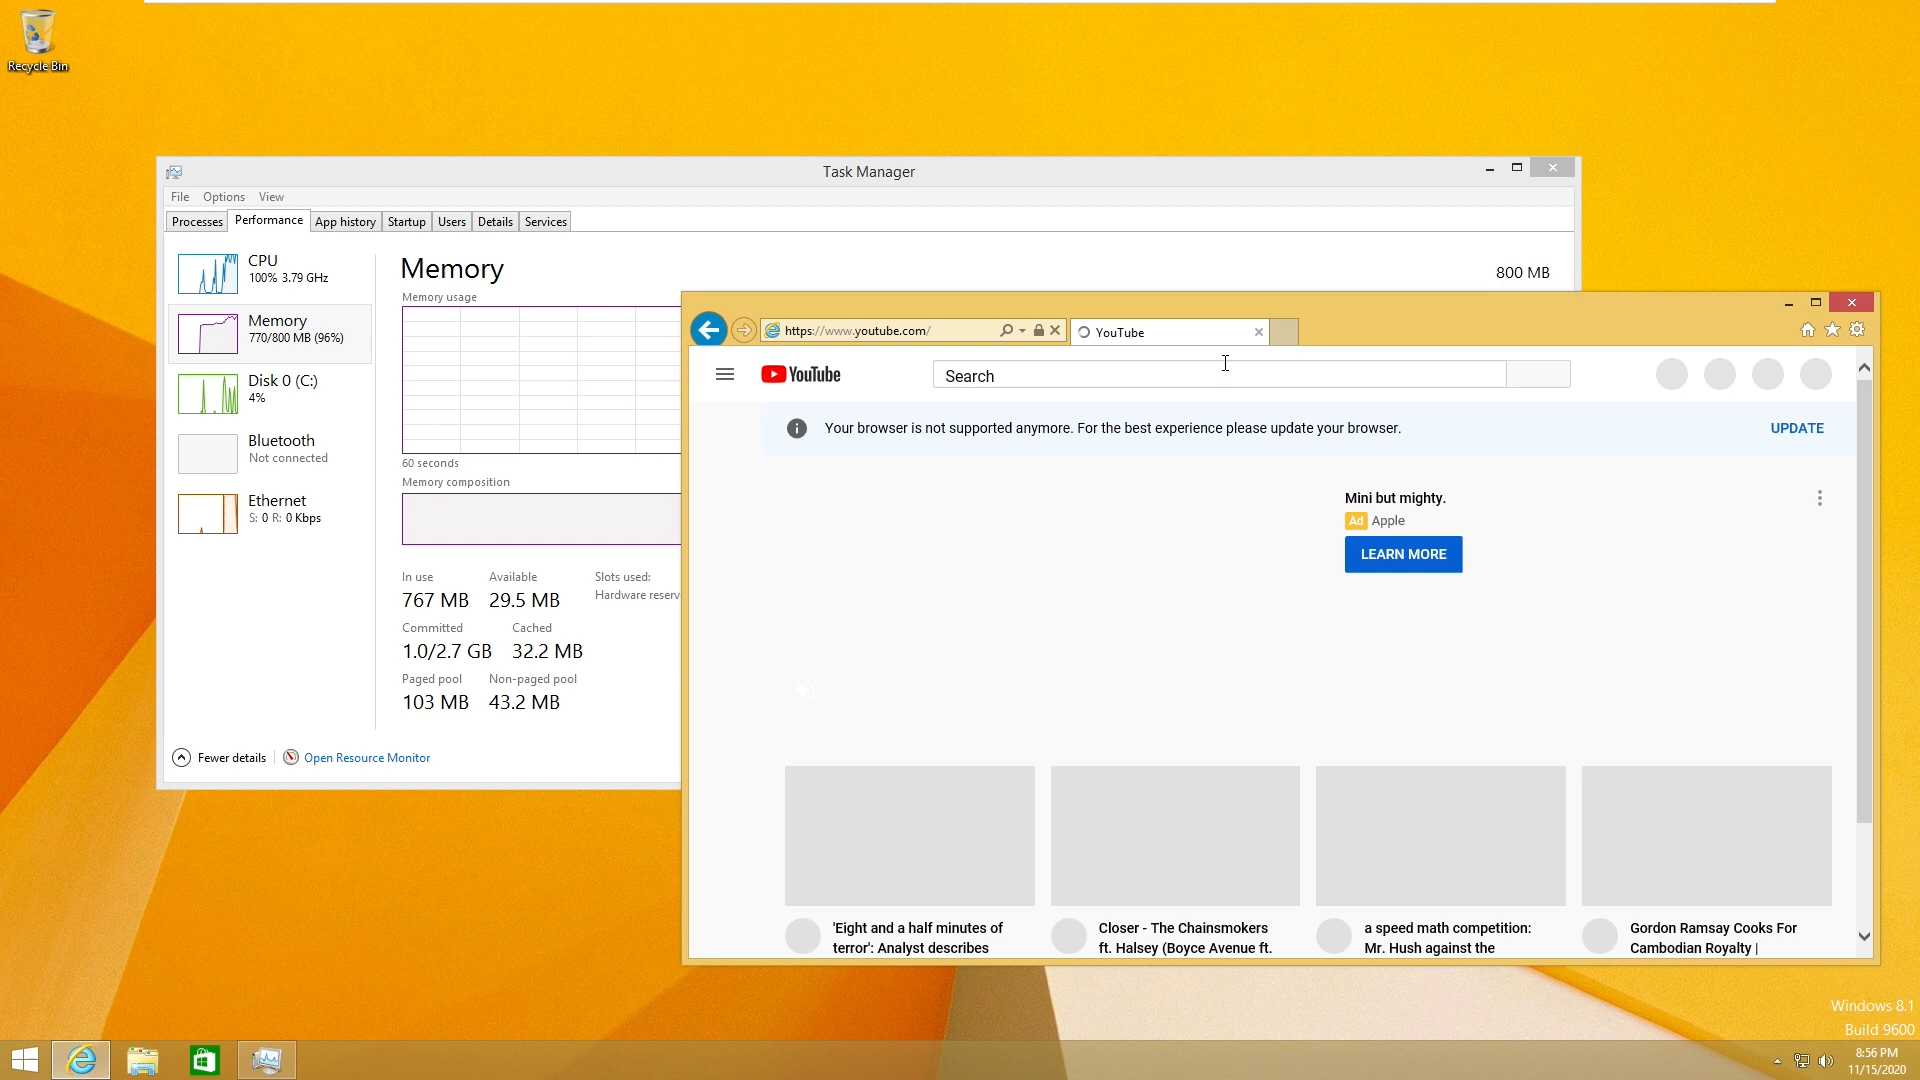 Recycle Bin
Task Manager
File Options View
Processes Performance App history Startup Users Details Services
CPU
100% 3.79 GHz
Memory
770/800 MB (96%)
Disk 0 (C:)
4%
Bluetooth
Not connected
Ethernet
S: 0 R: 0 Kbps
Memory
800 MB
Memory usage
60 seconds
Memory composition
In use Available Slots used:
767 MB 29.5 MB
Committed Cached
1.0/2.7 GB 32.2 MB
Paged pool Non-paged pool
103 MB 43.2 MB
Fewer details
Open Resource Monitor
https://www.youtube.com/
YouTube
YouTube
Search
Your browser is not supported anymore. For the best experience please update your browser.
UPDATE
Mini but mighty.
Ad Apple
LEARN MORE
'Eight and a half minutes of
terror': Analyst describes
Closer - The Chainsmokers
ft. Halsey (Boyce Avenue ft.
a speed math competition:
Mr. Hush against the
Gordon Ramsay Cooks For
Cambodian Royalty |
Windows 8.1
Build 9600
8:56 PM
11/15/2020